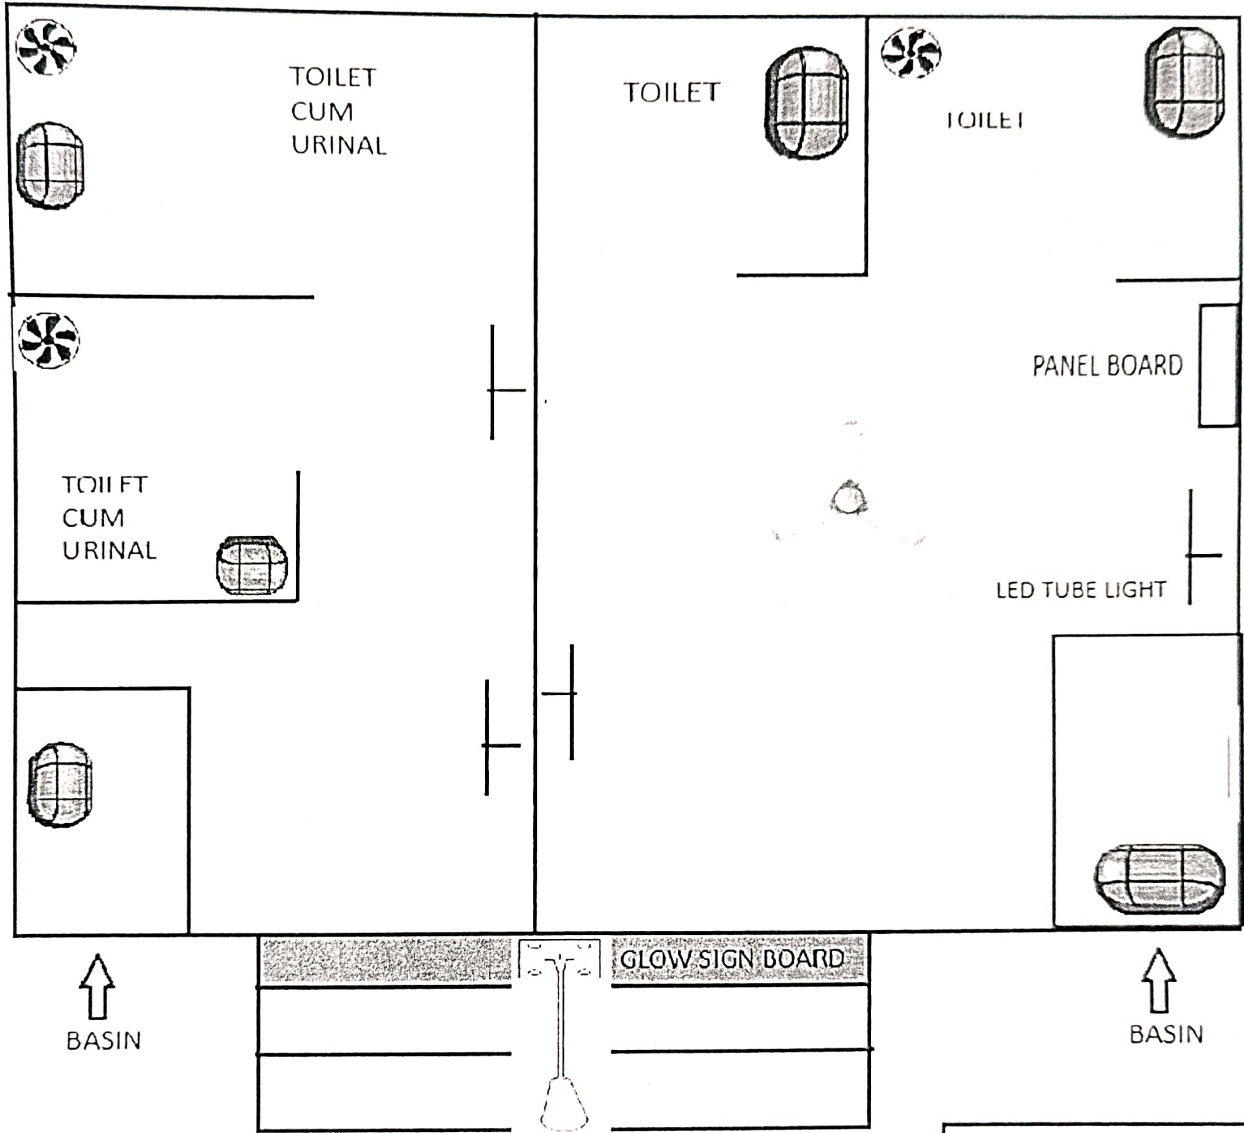 TOILET
CUM
URINAL
TOILET
TOILET
PANEL BOARD
TOILET
CUM
URINAL
LED TUBE LIGHT
GLOW SIGN BOARD
BASIN
BASIN